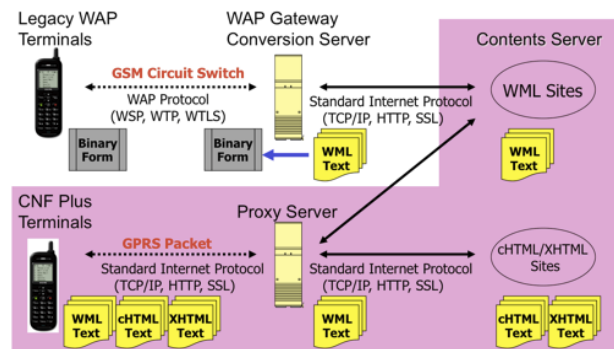 Legacy WAP
Terminals
WAP Gateway
Conversion Server
Contents Server
GSM Circuit Switch
WAP Protocol
(WSP, WTP, WTLS)
Standard Internet Protocol
(TCP/IP, HTTP, SSL)
WML Sites
Binary
Form
Binary
Form
WML
Text
WML
Text
CNF Plus
Terminals
Proxy Server
GPRS Packet
Standard Internet Protocol
(TCP/IP, HTTP, SSL)
Standard Internet Protocol
(TCP/IP, HTTP, SSL)
cHTML/XHTML
Sites
WML
Text
cHTML
Text
XHTML
Text
WML
Text
cHTML
Text
XHTML
Text